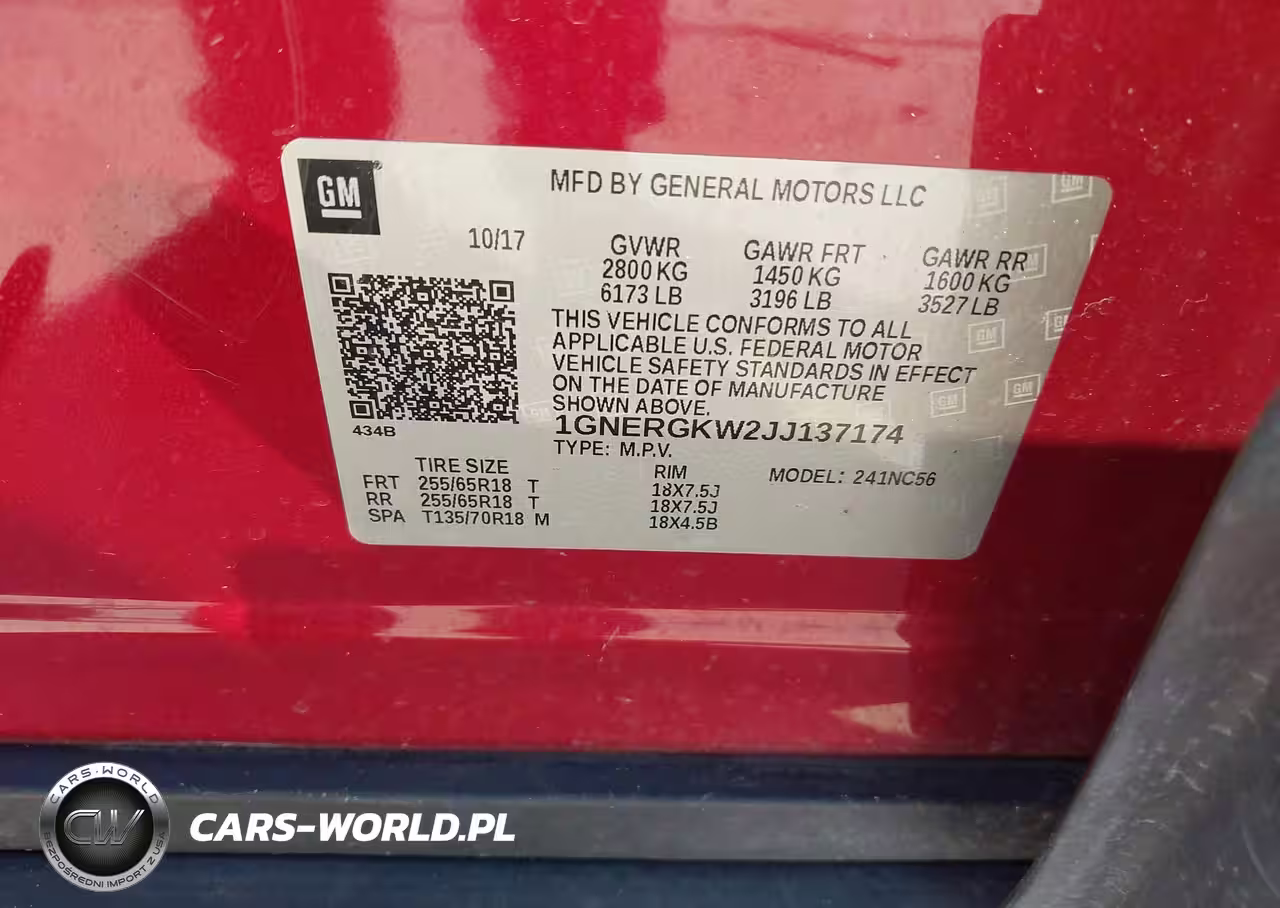 GM
MFD BY GENERAL MOTORS LLC
10/17
GVWR GAWR FRT GAWR RR
2800 KG 1450 KG 1600 KG
6173 LB 3196 LB 3527 LB
THIS VEHICLE CONFORMS TO ALL
APPLICABLE U.S. FEDERAL MOTOR
VEHICLE SAFETY STANDARDS IN EFFECT
ON THE DATE OF MANUFACTURE
SHOWN ABOVE.
434B
1GNERGKW2JJ137174
TYPE: M.P.V.
TIRE SIZE RIM MODEL: 241NC56
FRT 255/65R18 T 18X7.5J
RR 255/65R18 T 18X7.5J
SPA T135/70R18 M 18X4.5B
CARS-WORLD
CW
BEZPOŚREDNI IMPORT Z USA
CARS-WORLD.PL